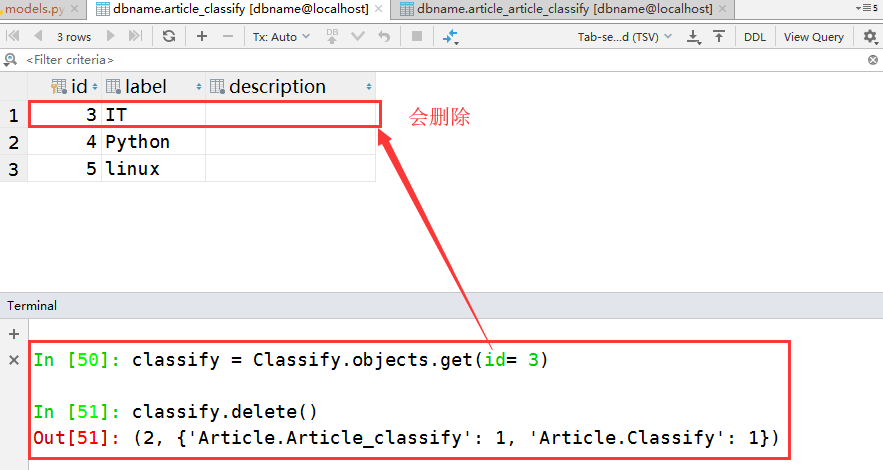 models.py dbname.article_classify [dbname@localhost] dbname.article_article_classify [dbname@localhost] 5
3 rows Tx: Auto DB Tab-se...d (TSV) DDL View Query
<Filter criteria>
id label description
1 3 IT
会删除
2 4 Python
3 5 linux
Terminal
In [50]: classify = Classify.objects.get(id= 3)
In [51]: classify.delete()
Out[51]: (2, {'Article.Article_classify': 1, 'Article.Classify': 1})